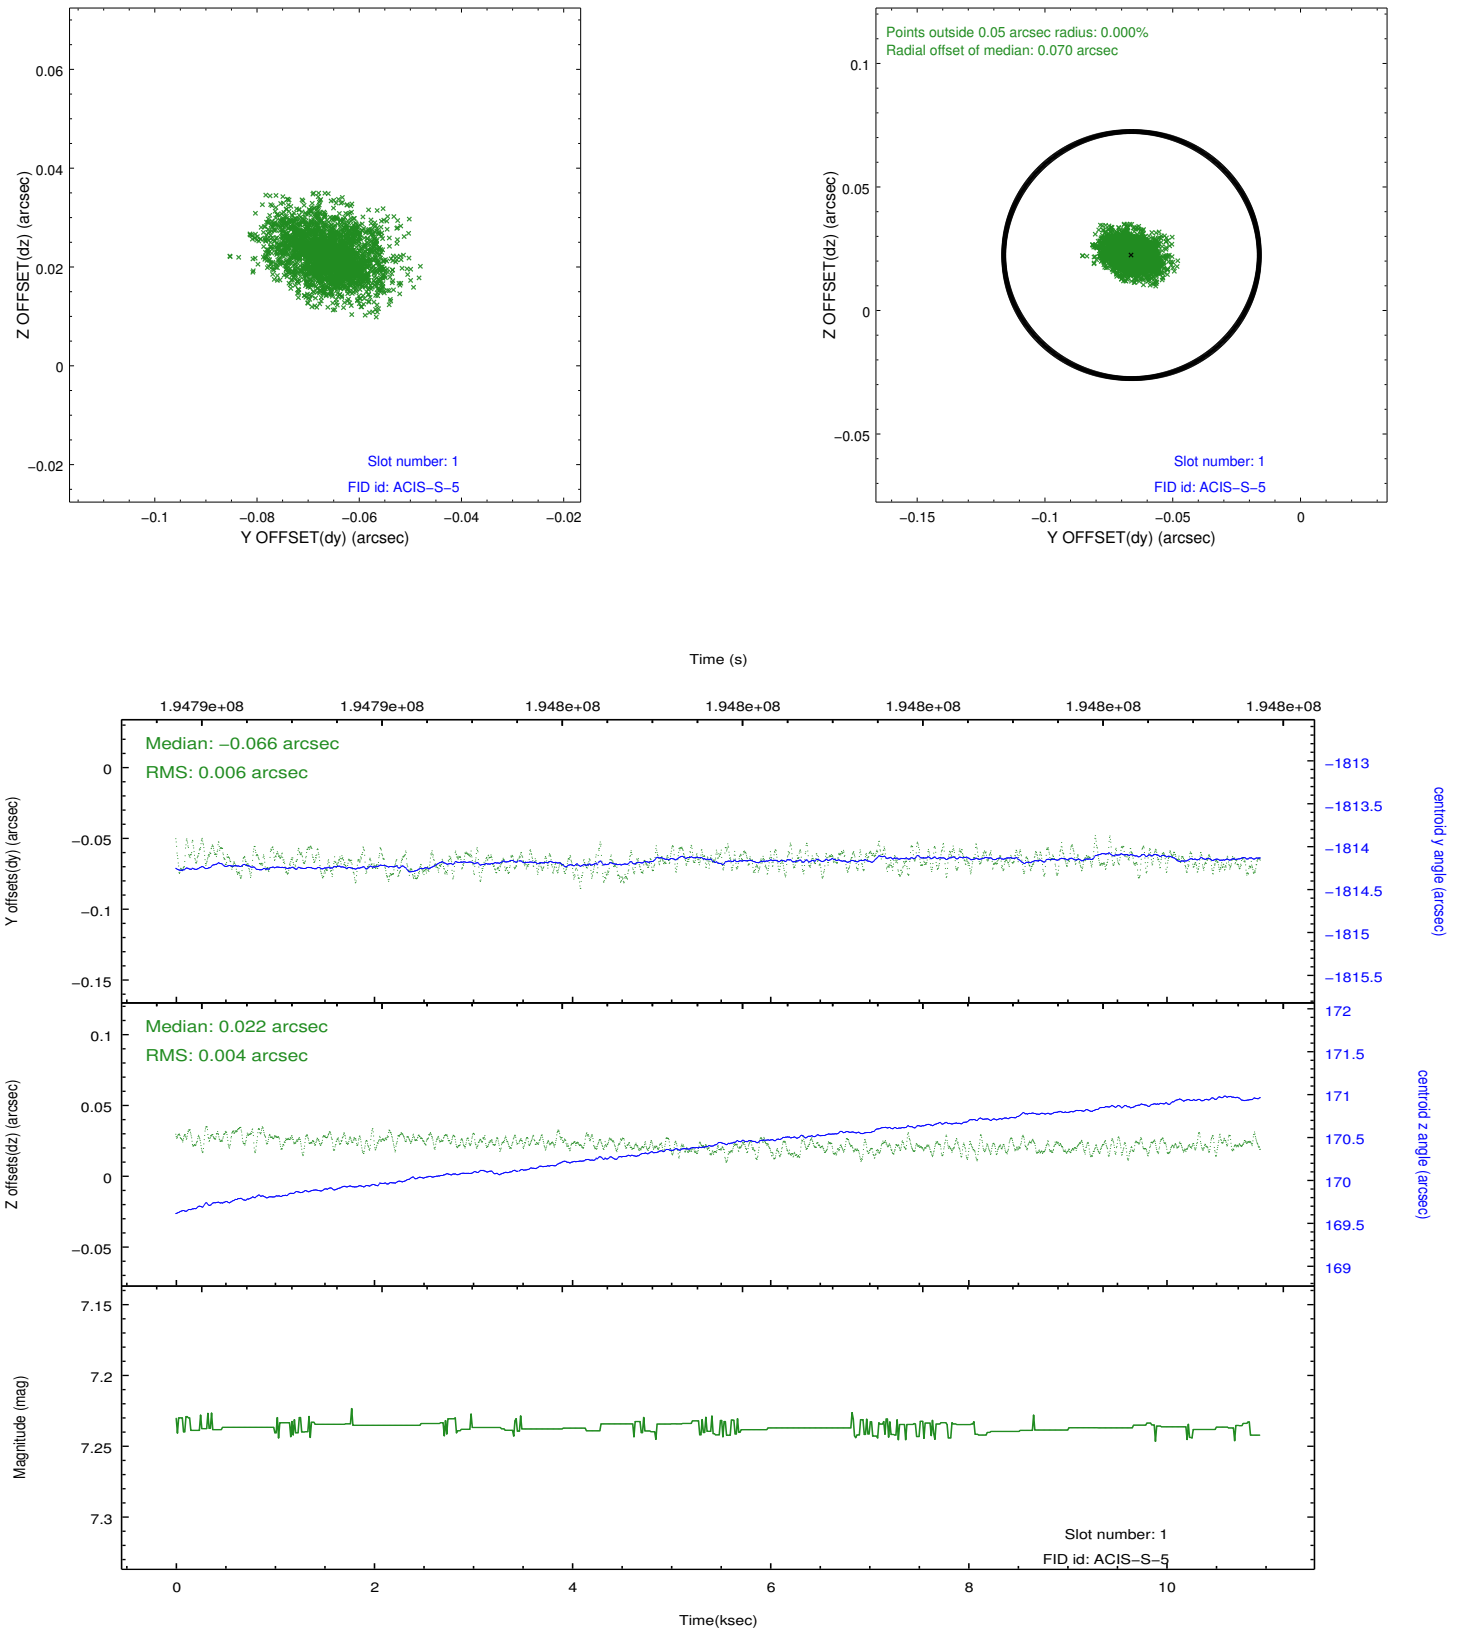 0.06
0.04
0.02
0
−0.02
Z OFFSET(dz) (arcsec)
Slot number: 1
FID id: ACIS−S−5
−0.1
−0.08
−0.06
−0.04
−0.02
Y OFFSET(dy) (arcsec)
Points outside 0.05 arcsec radius: 0.000%
Radial offset of median: 0.070 arcsec
0.1
0.05
0
−0.05
Z OFFSET(dz) (arcsec)
Slot number: 1
FID id: ACIS−S−5
−0.15
−0.1
−0.05
0
Y OFFSET(dy) (arcsec)
Time (s)
1.9479e+08
1.9479e+08
1.948e+08
1.948e+08
1.948e+08
1.948e+08
1.948e+08
Median: −0.066 arcsec
RMS: 0.006 arcsec
0
−0.05
−0.1
−0.15
Y offsets(dy) (arcsec)
−1813
−1813.5
−1814
−1814.5
−1815
−1815.5
centroid y angle (arcsec)
Median: 0.022 arcsec
RMS: 0.004 arcsec
0.1
0.05
0
−0.05
Z offsets(dz) (arcsec)
172
171.5
171
170.5
170
169.5
169
centroid z angle (arcsec)
7.15
7.2
7.25
7.3
Magnitude (mag)
Slot number: 1
FID id: ACIS−S−5
0
2
4
6
8
10
Time(ksec)